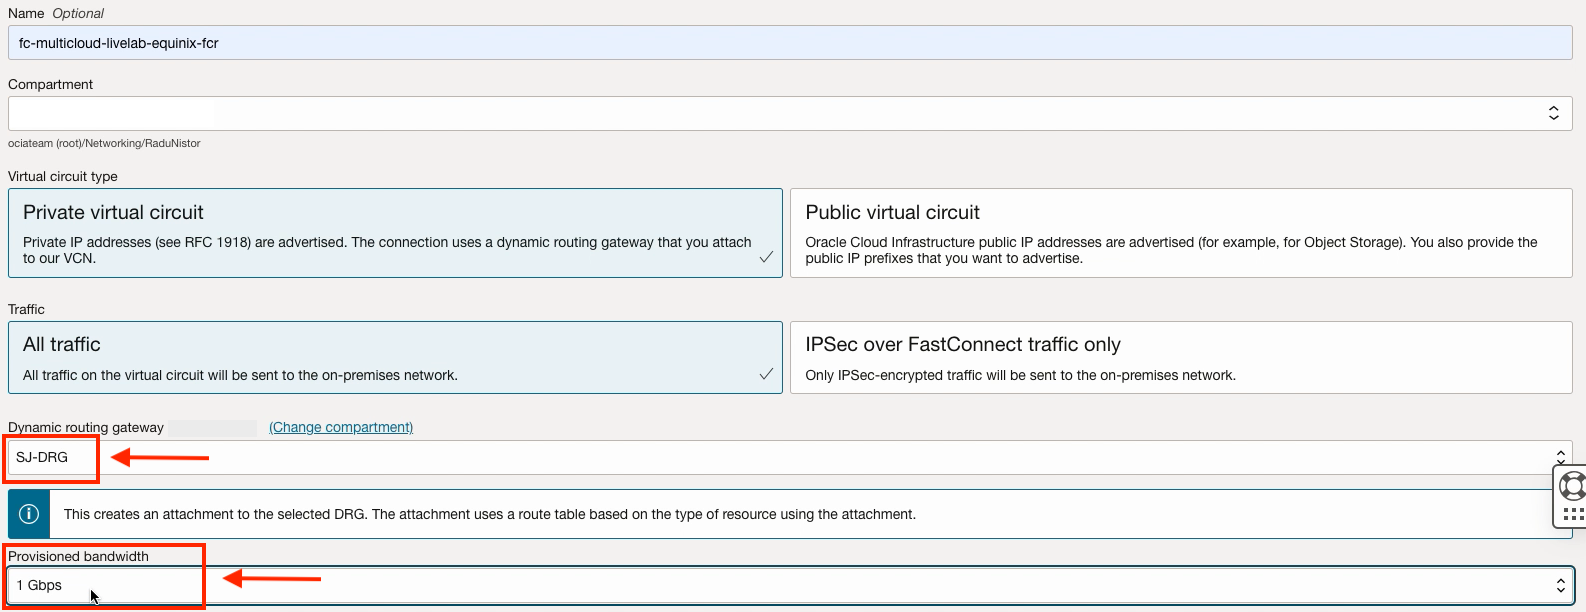 Name Optional
fc-multicloud-livelab-equinix-fcr
Compartment
ociateam (root)/Networking/RaduNistor
Virtual circuit type
Private virtual circuit
Private IP addresses (see RFC 1918) are advertised. The connection uses a dynamic routing gateway that you attach
to our VCN.
Public virtual circuit
Oracle Cloud Infrastructure public IP addresses are advertised (for example, for Object Storage). You also provide the
public IP prefixes that you want to advertise.
Traffic
All traffic
All traffic on the virtual circuit will be sent to the on-premises network.
IPSec over FastConnect traffic only
Only IPSec-encrypted traffic will be sent to the on-premises network.
Dynamic routing gateway (Change compartment)
SJ-DRG
This creates an attachment to the selected DRG. The attachment uses a route table based on the type of resource using the attachment.
Provisioned bandwidth
1 Gbps